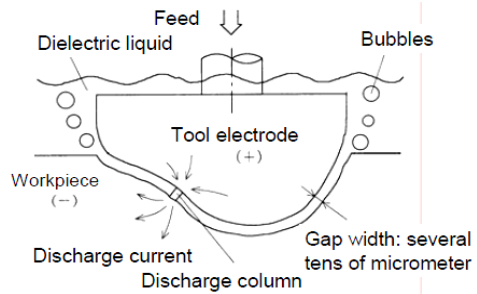 Feed
Dielectric liquid
Bubbles
Tool electrode
(+)
Workpiece
(−)
Discharge current
Discharge column
Gap width: several
tens of micrometer